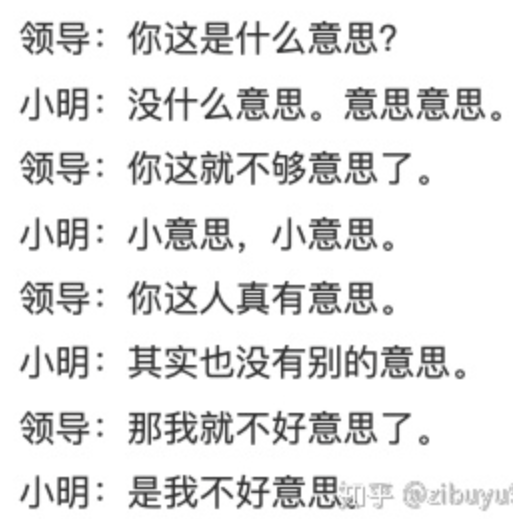 领导：你这是什么意思？
小明：没什么意思。意思意思。
领导：你这就不够意思了。
小明：小意思，小意思。
领导：你这人真有意思。
小明：其实也没有别的意思。
领导：那我就不好意思了。
小明：是我不好意思。
知乎 @zibuyu